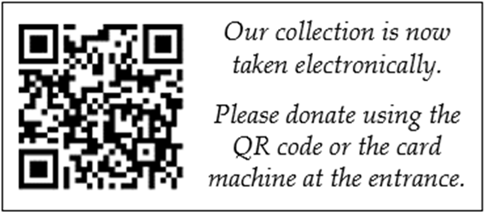 Our collection is now
taken electronically.
Please donate using the
QR code or the card
machine at the entrance.